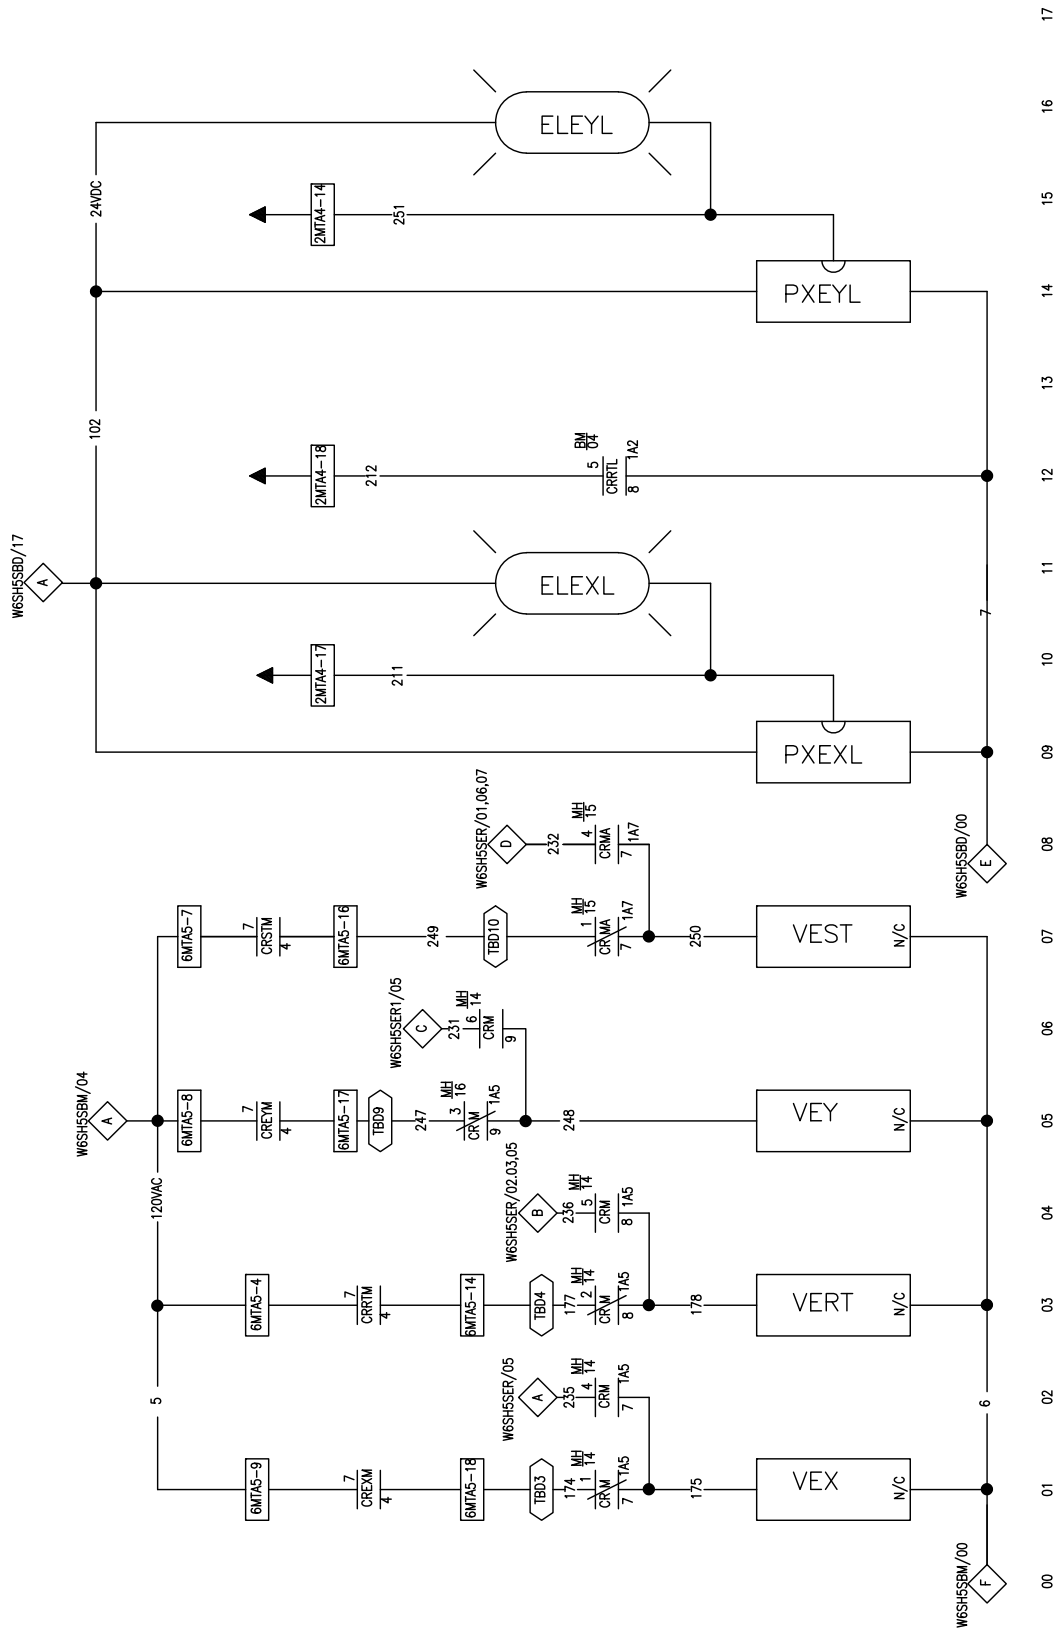 W6SH5SBM/00
F
00
6MTA5-9
7
CREXM
4
6MTA5-18
TBD3
174
MH
14
1
CRM
7
1A5
175
VEX
N/C
01
5
W6SH5SER/05
A
235
MH
14
4
CRM
7
1A5
6
02
6MTA5-4
7
CRRTM
4
6MTA5-14
TBD4
177
MH
14
2
CRM
8
1A5
178
VERT
N/C
03
120VAC
W6SH5SER/02.03,05
B
236
MH
14
5
CRM
8
1A5
04
W6SH5SBM/04
A
6MTA5-8
7
CREYM
4
6MTA5-17
TBD9
247
MH
16
3
CRM
9
1A5
248
VEY
N/C
05
W6SH5SER1/05
C
231
MH
14
6
CRM
9
06
6MTA5-7
7
CRSTM
4
6MTA5-16
249
TBD10
MH
15
1
CRMA
7
1A7
250
VEST
N/C
07
W6SH5SER/01,06,07
D
232
MH
15
4
CRMA
7
1A7
W6SH5SBD/00
E
08
PXEXL
09
2MTA4-17
211
10
W6SH5SBD/17
A
ELEXL
7
11
2MTA4-18
212
BM
04
5
CRRTL
8
1A2
12
102
13
PXEYL
14
24VDC
2MTA4-14
251
15
ELEYL
16
17